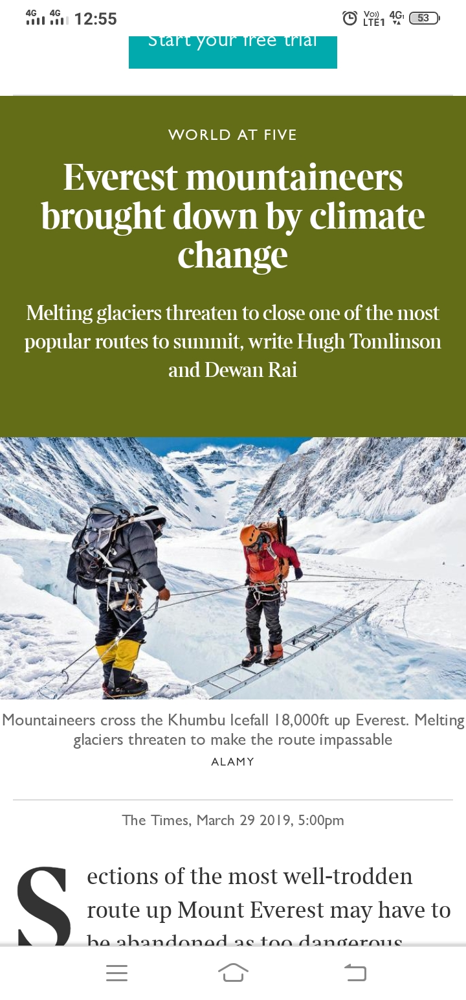 4G 4G 12:55 Vo)) LTE1 4G 53
Start your free trial
WORLD AT FIVE
Everest mountaineers
brought down by climate
change
Melting glaciers threaten to close one of the most
popular routes to summit, write Hugh Tomlinson
and Dewan Rai
Mountaineers cross the Khumbu Icefall 18,000ft up Everest. Melting
glaciers threaten to make the route impassable
ALAMY
The Times, March 29 2019, 5:00pm
Sections of the most well-trodden
route up Mount Everest may have to
be abandoned as too dangerous